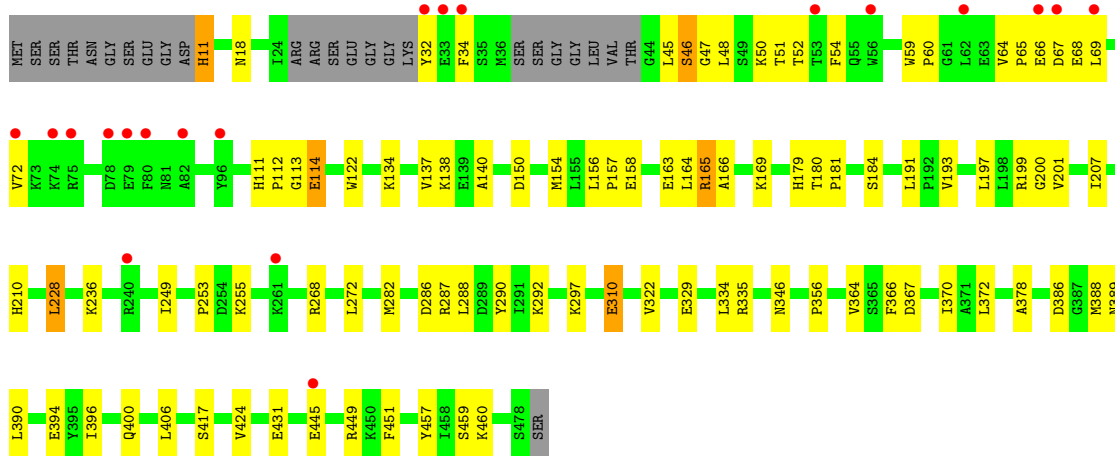 MET SER SER THR ASN GLY SER GLU GLY ASP H11 N18 I24 ARG ARG SER GLU GLY GLY LYS Y32 E33 F34 S35 M36 SER SER GLY GLY LEU VAL THR G44 L45 S46 G47 L48 S49 K50 T51 T52 T53 F54 Q55 W56 W59 P60 G61 L62 E63 V64 P65 E66 D67 E68 L69
V72 K73 K74 R75 D78 E79 F80 N81 A82 Y96 H111 P112 G113 E114 W122 K134 V137 K138 E139 A140 D150 M154 L155 L156 P157 E158 E163 L164 R165 A166 K169 H179 T180 P181 S184 L191 P192 V193 L197 L198 R199 G200 V201 I207
H210 L228 K236 R240 I249 P253 D254 K255 K261 R268 L272 M282 D286 R287 L288 D289 Y290 I291 K292 K297 E310 V322 E329 L334 R335 N346 P356 V364 S365 F366 D367 I370 A371 L372 A378 D386 G387 M388 N389
L390 E394 Y395 I396 Q400 L406 S417 V424 E431 E445 R449 K450 F451 Y457 I458 S459 K460 S478 SER